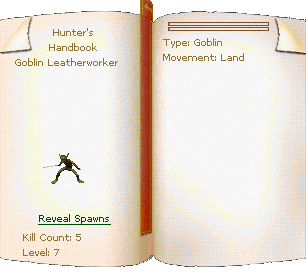 Hunter's
Handbook
Goblin Leatherworker
Reveal Spawns
Kill Count: 5
Level: 7
Type: Goblin
Movement: Land